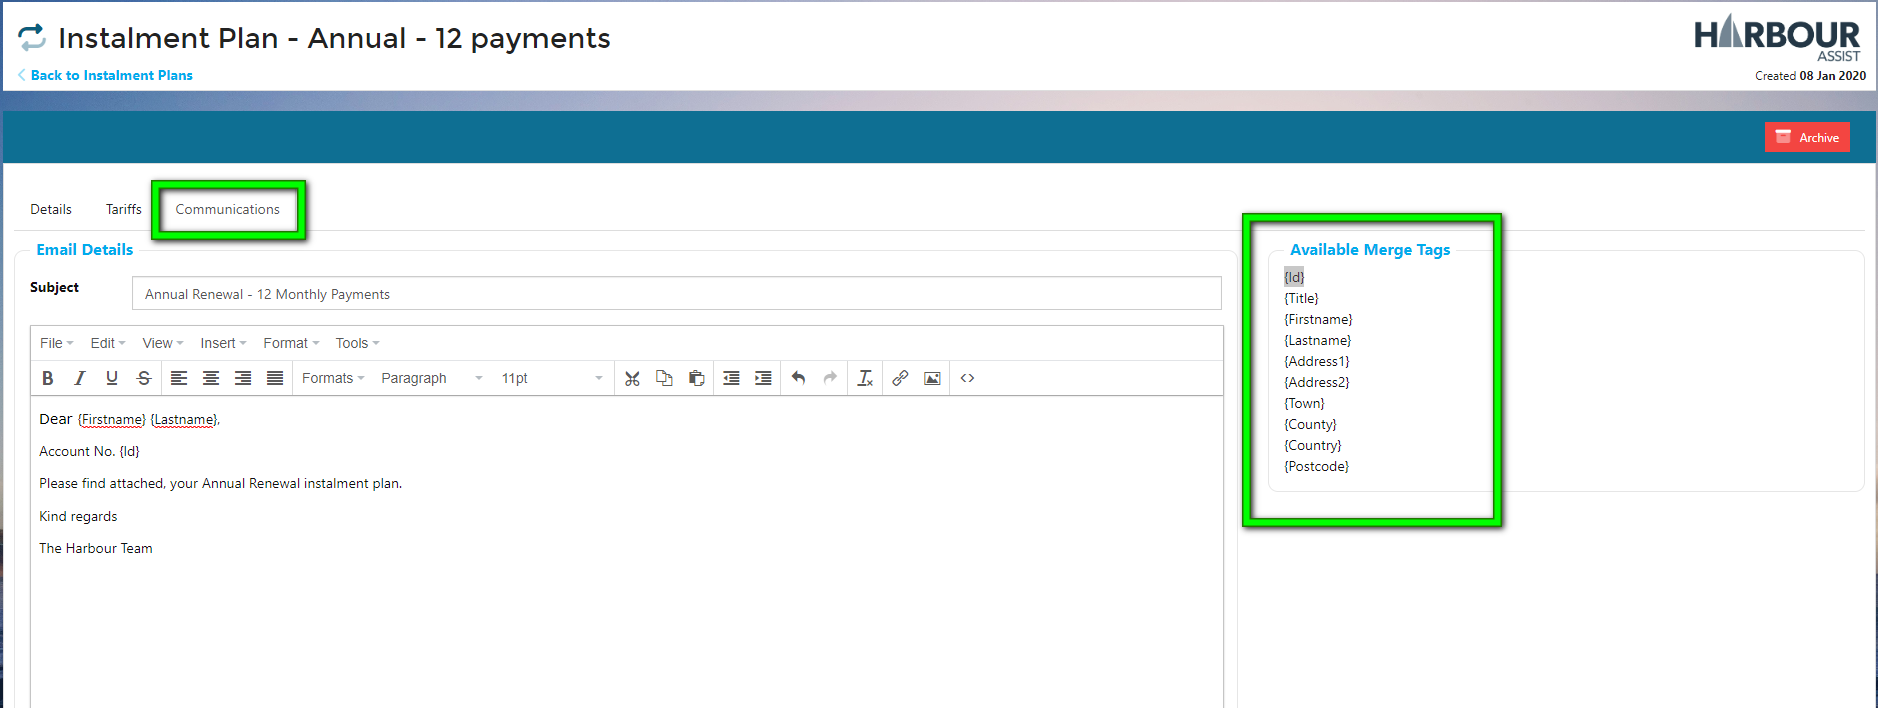 Instalment Plan - Annual - 12 payments
HARBOUR
ASSIST
Back to Instalment Plans
Created 08 Jan 2020
Archive
Details Tariffs Communications
Email Details
Subject
Annual Renewal - 12 Monthly Payments
File Edit View Insert Format Tools
B I U S Formats Paragraph 11pt
Dear {Firstname} {Lastname},
Account No. {Id}
Please find attached, your Annual Renewal instalment plan.
Kind regards
The Harbour Team
Available Merge Tags
{Id}
{Title}
{Firstname}
{Lastname}
{Address1}
{Address2}
{Town}
{County}
{Country}
{Postcode}